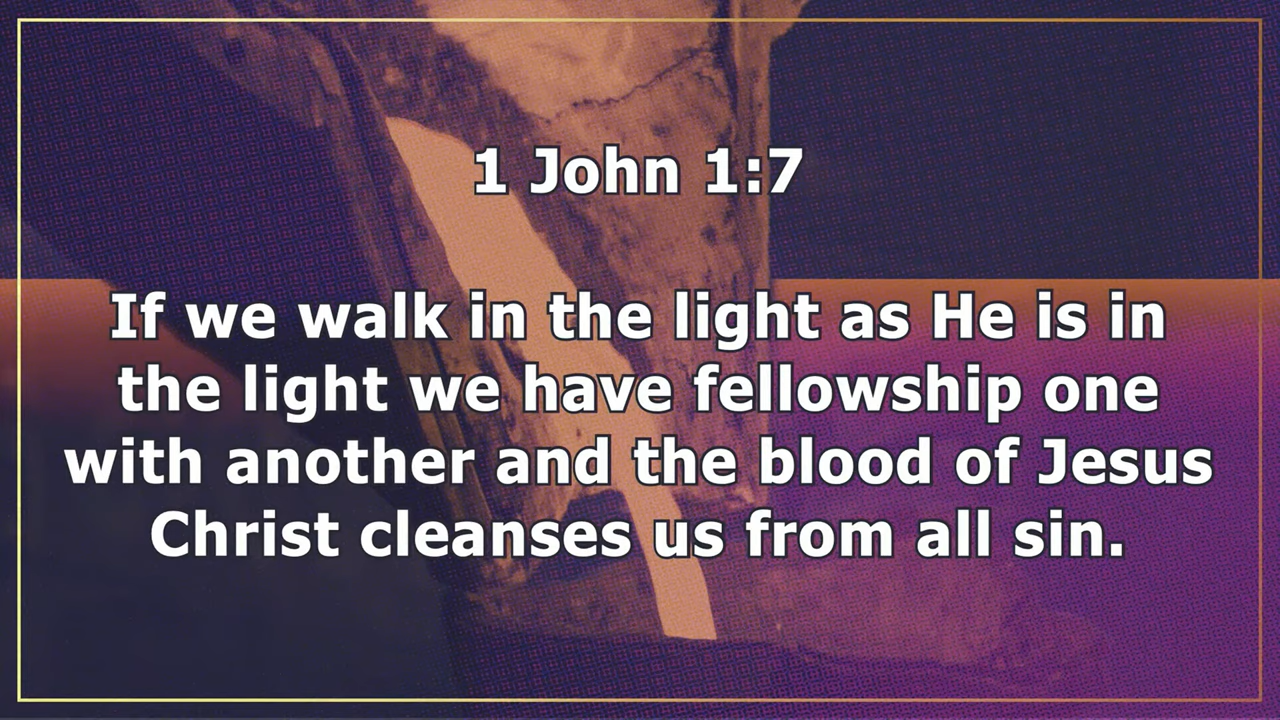 1 John 1:7
If we walk in the light as He is in
the light we have fellowship one
with another and the blood of Jesus
Christ cleanses us from all sin.